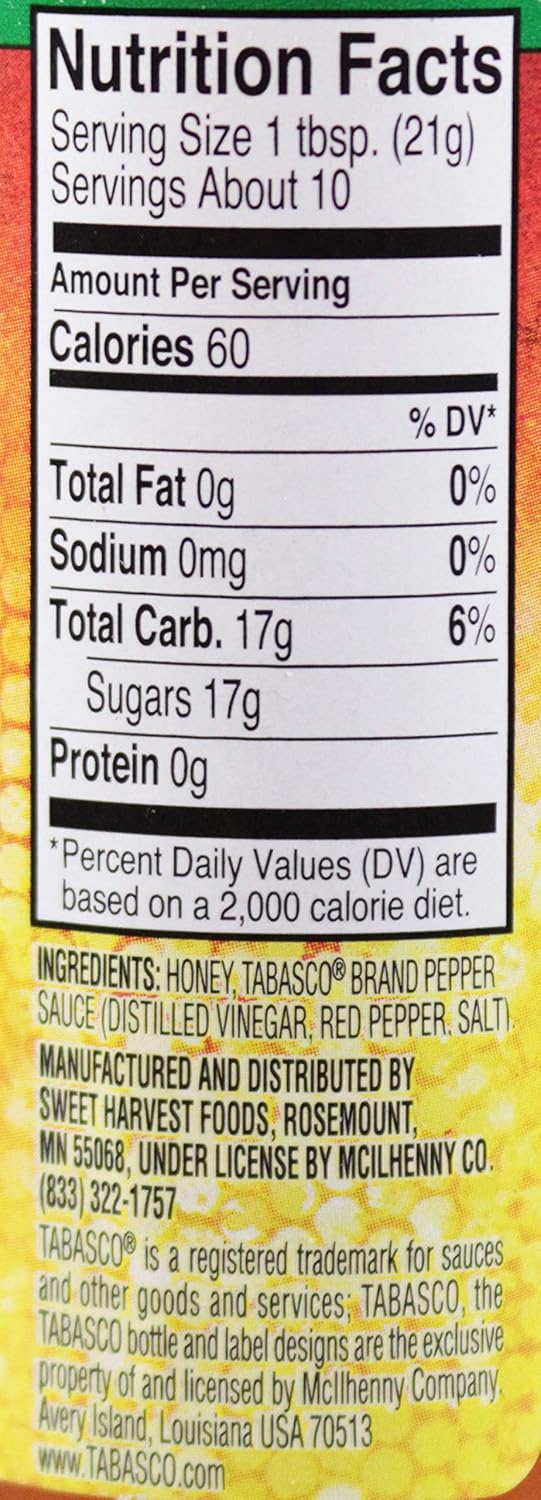 Nutrition Facts
Serving Size 1 tbsp. (21g)
Servings About 10
Amount Per Serving
Calories 60
% DV*
Total Fat 0g 0%
Sodium 0mg 0%
Total Carb. 17g 6%
Sugars 17g
Protein 0g
*Percent Daily Values (DV) are
based on a 2,000 calorie diet.
INGREDIENTS: HONEY, TABASCO® BRAND PEPPER
SAUCE (DISTILLED VINEGAR, RED PEPPER, SALT).
MANUFACTURED AND DISTRIBUTED BY
SWEET HARVEST FOODS, ROSEMOUNT,
MN 55068, UNDER LICENSE BY MCILHENNY CO.
(833) 322-1757
TABASCO® is a registered trademark for sauces
and other goods and services; TABASCO, the
TABASCO bottle and label designs are the exclusive
property of and licensed by McIlhenny Company,
Avery Island, Louisiana USA 70513
www.TABASCO.com